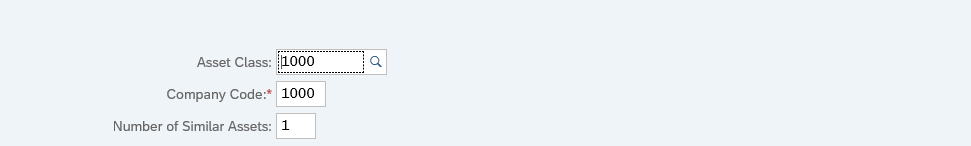 Asset Class: 1000
Company Code:* 1000
Number of Similar Assets: 1